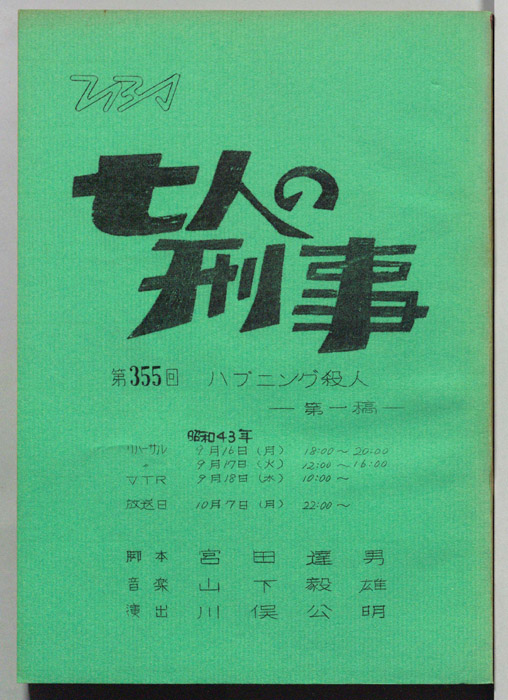 TBS
七人の
刑事
第355回 ハプニング殺人
― 第一稿 ―
昭和43年
リハーサル 9月16日(月) 18:00～20:00
〃 9月17日(火) 12:00～16:00
VTR 9月18日(水) 10:00～
放送日 10月7日(月) 22:00～
脚本 宮田達男
音楽 山下毅雄
演出 川俣公明